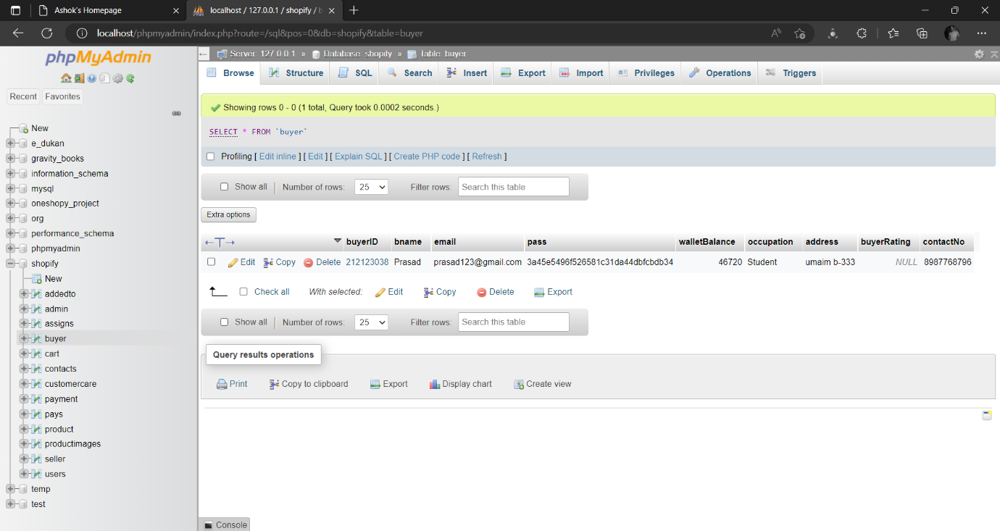 Ashok's Homepage
localhost / 127.0.0.1 / shopify / b
localhost/phpmyadmin/index.php?route=/sql&pos=0&db=shopify&table=buyer
phpMyAdmin
Recent Favorites
New
e_dukan
gravity_books
information_schema
mysql
oneshopy_project
org
performance_schema
phpmyadmin
shopify
New
addedto
admin
assigns
buyer
cart
contacts
customercare
payment
pays
product
productimages
seller
users
temp
test
Server: 127.0.0.1 » Database: shopify » Table: buyer
Browse Structure SQL Search Insert Export Import Privileges Operations Triggers
Showing rows 0 - 0 (1 total, Query took 0.0002 seconds.)
SELECT * FROM `buyer`
Profiling [ Edit inline ] [ Edit ] [ Explain SQL ] [ Create PHP code ] [ Refresh ]
Show all Number of rows: 25 Filter rows: Search this table
Extra options
←T→ buyerID bname email pass walletBalance occupation address buyerRating contactNo
Edit Copy Delete 212123038 Prasad prasad123@gmail.com 3a45e5496f526581c31da44dbfcbdb34 46720 Student umaim b-333 NULL 8987768796
Check all With selected: Edit Copy Delete Export
Show all Number of rows: 25 Filter rows: Search this table
Query results operations
Print Copy to clipboard Export Display chart Create view
Console